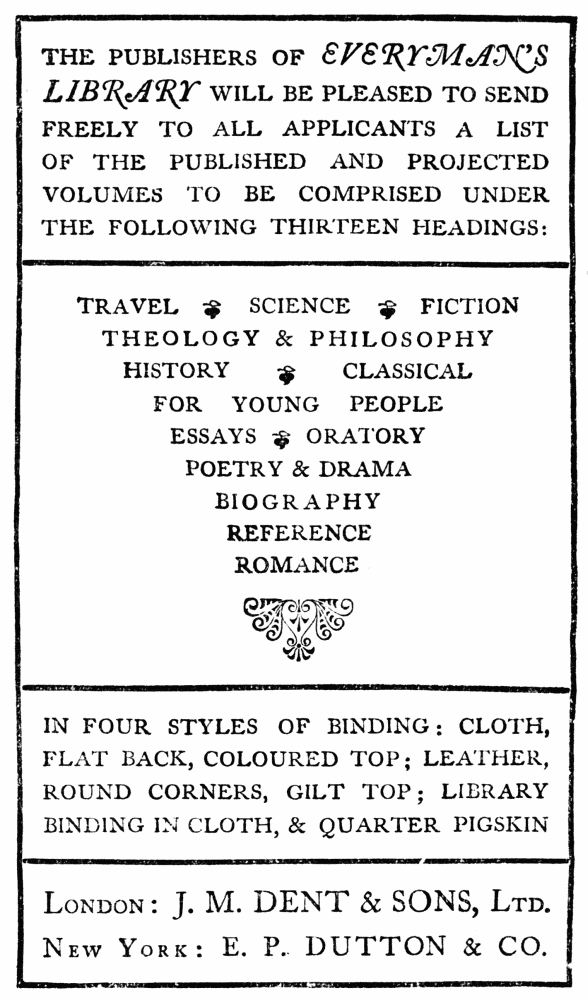 THE PUBLISHERS OF EVERYMAN'S
LIBRARY WILL BE PLEASED TO SEND
FREELY TO ALL APPLICANTS A LIST
OF THE PUBLISHED AND PROJECTED
VOLUMES TO BE COMPRISED UNDER
THE FOLLOWING THIRTEEN HEADINGS:
TRAVEL ❦ SCIENCE ❦ FICTION
THEOLOGY & PHILOSOPHY
HISTORY ❦ CLASSICAL
FOR YOUNG PEOPLE
ESSAYS ❦ ORATORY
POETRY & DRAMA
BIOGRAPHY
REFERENCE
ROMANCE
IN FOUR STYLES OF BINDING: CLOTH,
FLAT BACK, COLOURED TOP; LEATHER,
ROUND CORNERS, GILT TOP; LIBRARY
BINDING IN CLOTH, & QUARTER PIGSKIN
LONDON: J. M. DENT & SONS, LTD.
NEW YORK: E. P. DUTTON & CO.